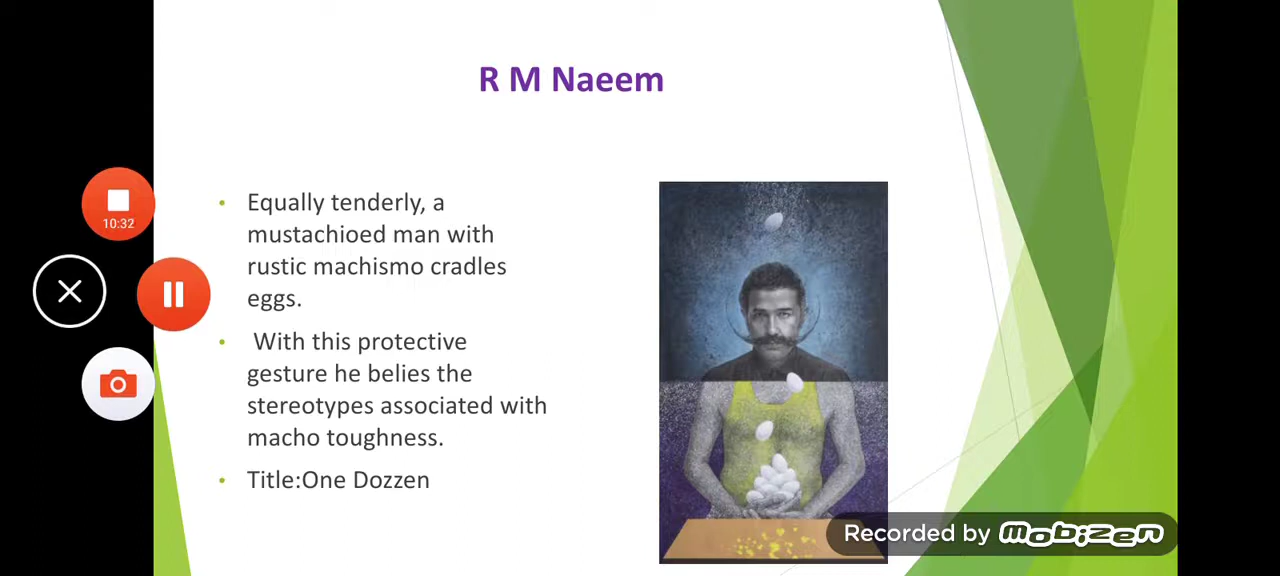 R M Naeem
10:32
• Equally tenderly, a
mustachioed man with
rustic machismo cradles
eggs.
• With this protective
gesture he belies the
stereotypes associated with
macho toughness.
• Title:One Dozzen
Recorded by mobizen